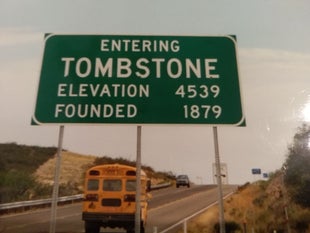 ENTERING
TOMBSTONE
ELEVATION 4539
FOUNDED 1879